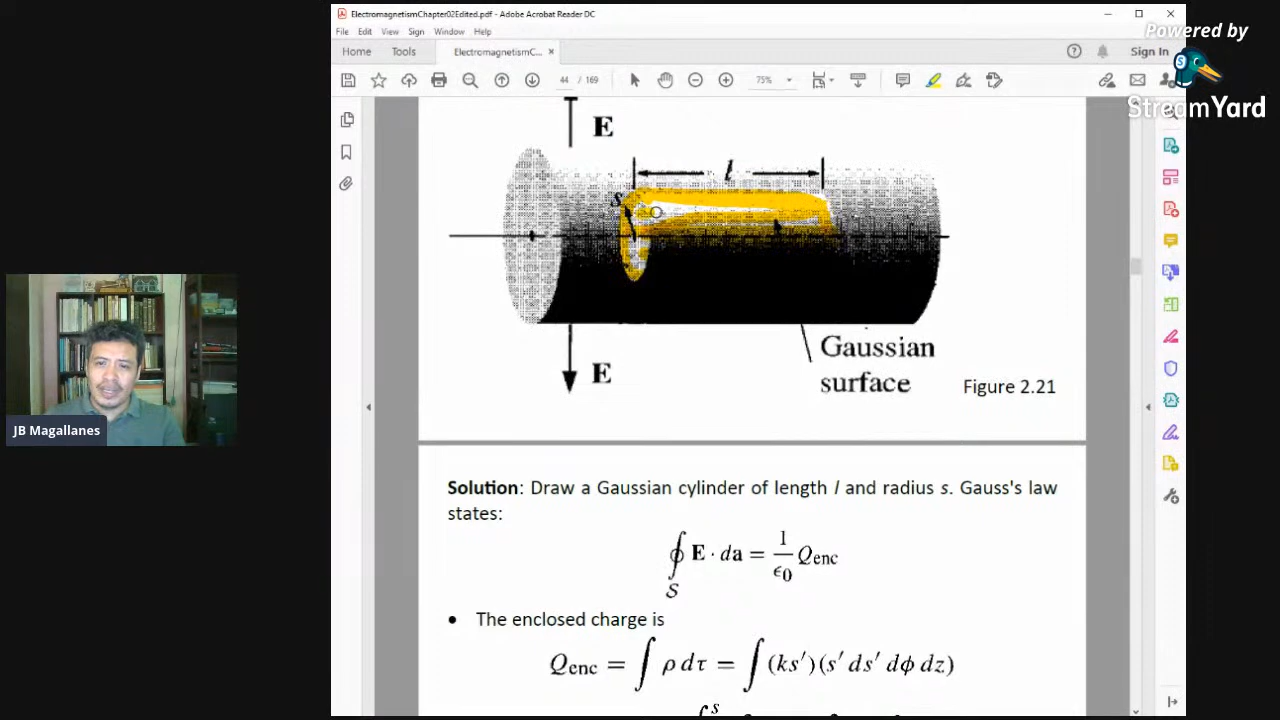 ElectromagnetismChapter02Edited.pdf - Adobe Acrobat Reader DC
File Edit View Sign Window Help
Powered by
StreamYard
Home Tools ElectromagnetismC... × Sign In
44 / 169 75%
E
l
s
E
Gaussian
surface
Figure 2.21
JB Magallanes
Solution: Draw a Gaussian cylinder of length l and radius s. Gauss's law
states:
∮_S E · da = 1/ϵ0 Qenc
• The enclosed charge is
Qenc = ∫ ρ dτ = ∫ (ks′)(s′ ds′ dϕ dz)